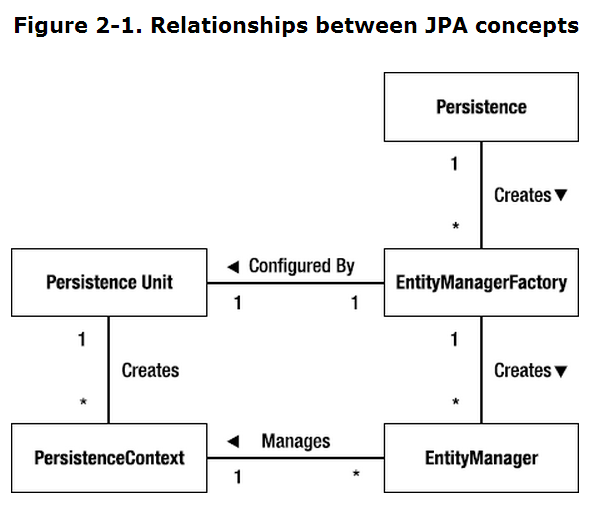 Figure 2-1. Relationships between JPA concepts
Persistence
1
Creates ▼
*
Persistence Unit
◄ Configured By
1
1
EntityManagerFactory
1
Creates
*
1
Creates ▼
*
PersistenceContext
◄ Manages
1
*
EntityManager